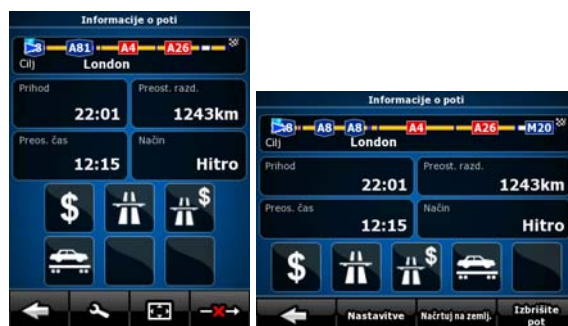 Informacije o poti
8 A81 A4 A26
Cilj London
Prihod Preost. razd.
22:01 1243km
Preos. čas Način
12:15 Hitro
$
$
Informacije o poti
8 A8 A8 A4 A26 M20
Cilj London
Prihod Preost. razd.
22:01 1243km
Preos. čas Način
12:15 Hitro
$
$
Nastavitve Načrtuj na zemlj. Izbrišite
pot